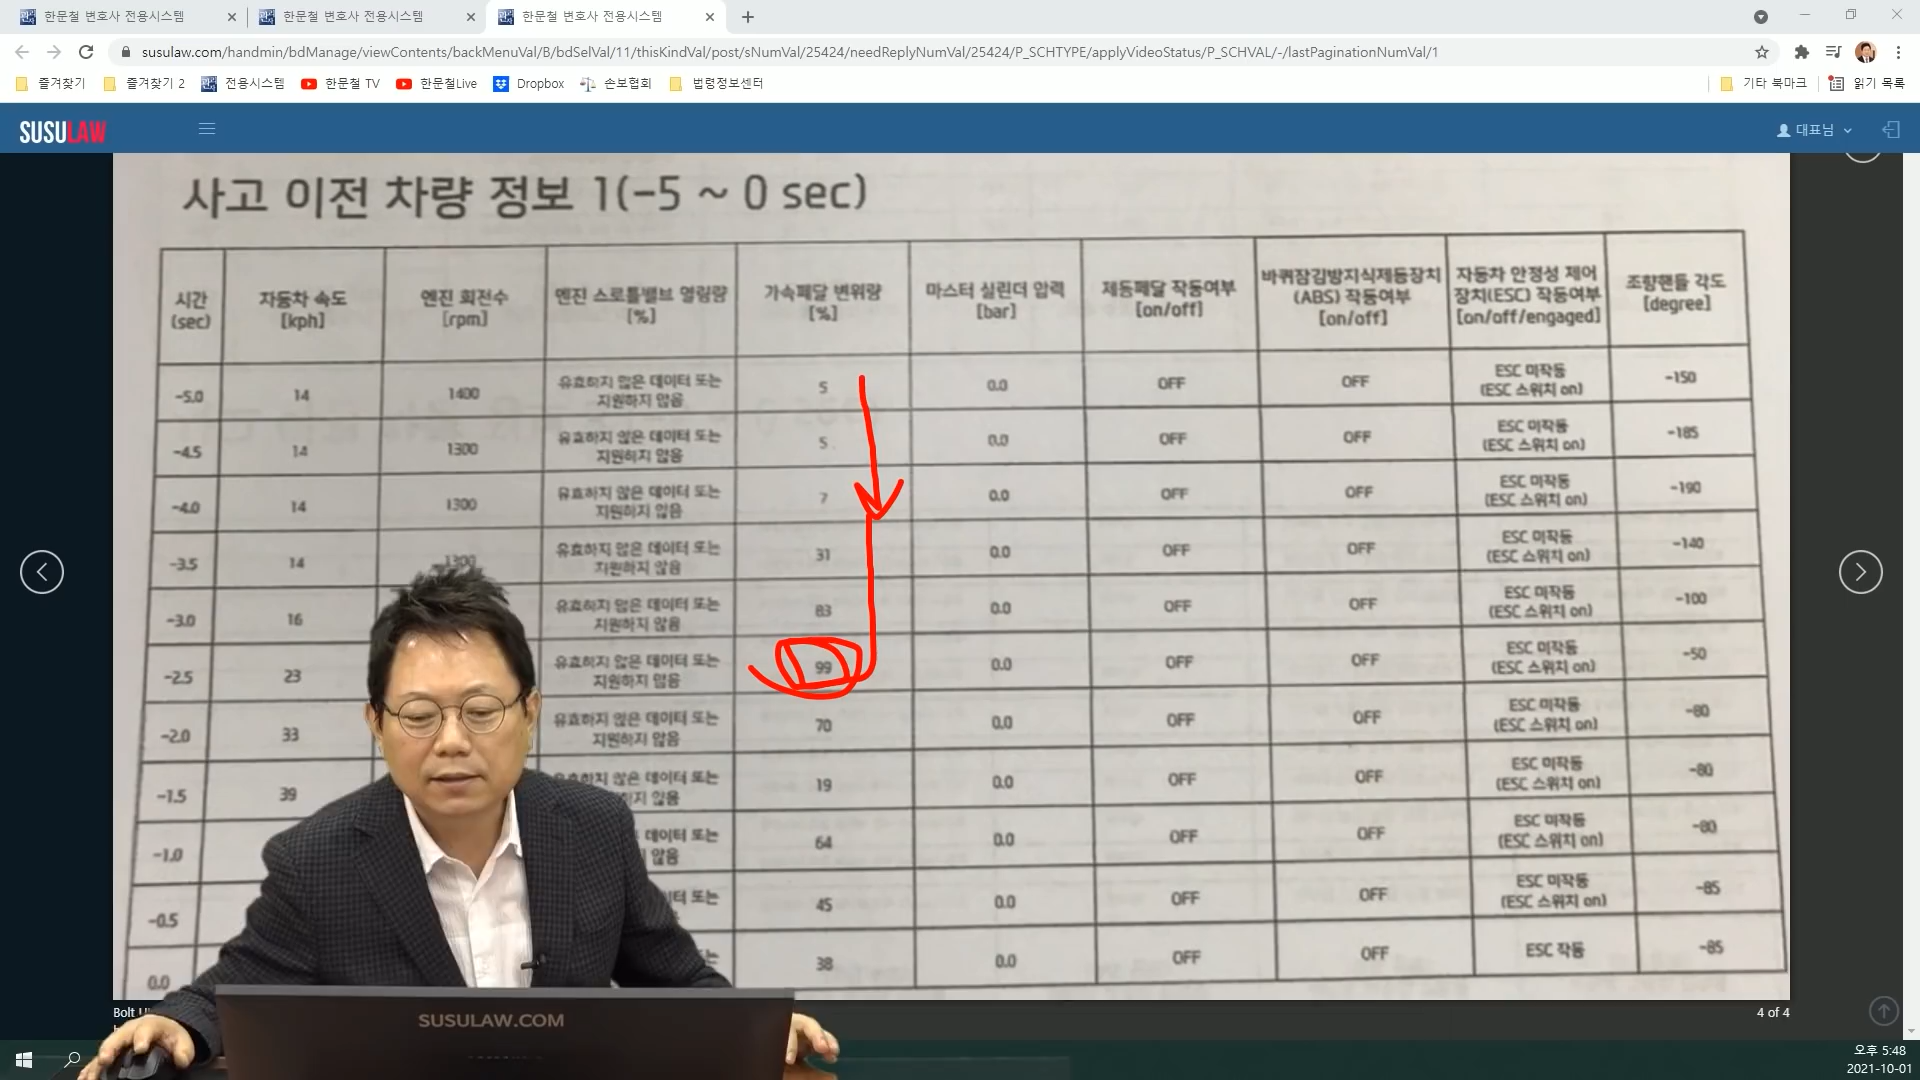 한문철 변호사 전용시스템
한문철 변호사 전용시스템
한문철 변호사 전용시스템
susulaw.com/handmin/bdManage/viewContents/backMenuVal/B/bdSelVal/11/thisKindVal/post/sNumVal/25424/needReplyNumVal/25424/P_SCHTYPE/applyVideoStatus/P_SCHVAL/-/lastPaginationNumVal/1
즐겨찾기 즐겨찾기 2 전용시스템 한문철 TV 한문철Live Dropbox 손보협회 법령정보센터 기타 북마크 읽기 목록
SUSULAW 대표님
사고 이전 차량 정보 1(-5 ~ 0 sec)
시간
(sec)
자동차 속도
[kph]
엔진 회전수
[rpm]
엔진 스로틀밸브 열림량
[%]
가속페달 변위량
[%]
마스터 실린더 압력
[bar]
제동페달 작동여부
[on/off]
바퀴잠김방지식제동장치
(ABS) 작동여부
[on/off]
자동차 안정성 제어
장치(ESC) 작동여부
[on/off/engaged]
조향핸들 각도
[degree]
-5.0 14 1400 유효하지 않은 데이터 또는 지원하지 않음 5 0.0 OFF OFF ESC 미작동 (ESC 스위치 on) -150
-4.5 14 1300 유효하지 않은 데이터 또는 지원하지 않음 5 0.0 OFF OFF ESC 미작동 (ESC 스위치 on) -185
-4.0 14 1300 유효하지 않은 데이터 또는 지원하지 않음 7 0.0 OFF OFF ESC 미작동 (ESC 스위치 on) -190
-3.5 14 1300 유효하지 않은 데이터 또는 지원하지 않음 31 0.0 OFF OFF ESC 미작동 (ESC 스위치 on) -140
-3.0 16 유효하지 않은 데이터 또는 지원하지 않음 83 0.0 OFF OFF ESC 미작동 (ESC 스위치 on) -100
-2.5 23 유효하지 않은 데이터 또는 지원하지 않음 99 0.0 OFF OFF ESC 미작동 (ESC 스위치 on) -50
-2.0 33 유효하지 않은 데이터 또는 지원하지 않음 70 0.0 OFF OFF ESC 미작동 (ESC 스위치 on) -80
-1.5 39 유효하지 않은 데이터 또는 않음 19 0.0 OFF OFF ESC 미작동 (ESC 스위치 on) -80
-1.0 데이터 또는 않음 64 0.0 OFF OFF ESC 미작동 (ESC 스위치 on) -80
-0.5 또는 45 0.0 OFF OFF ESC 미작동 (ESC 스위치 on) -85
0.0 38 0.0 OFF OFF ESC 작동 -85
Bolt
4 of 4
SUSULAW.COM
오후 5:48
2021-10-01